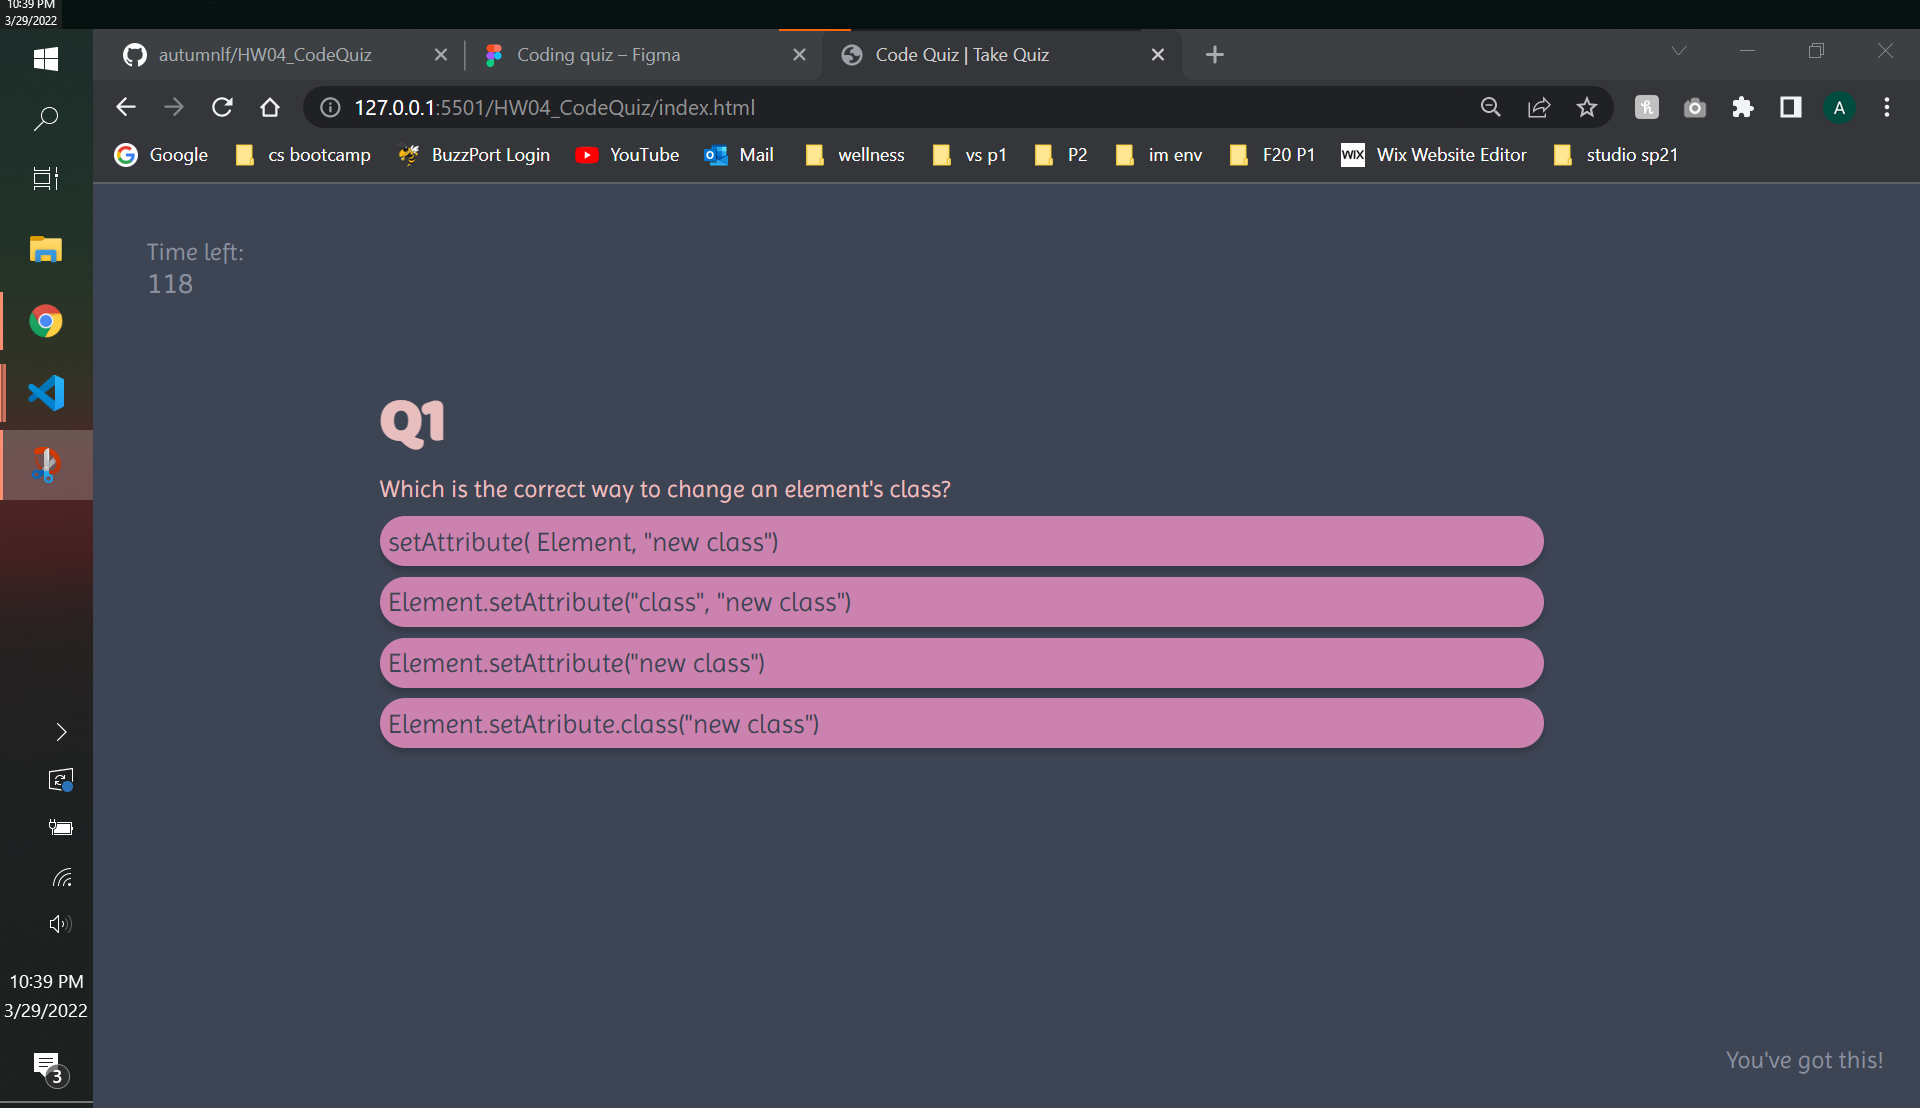 10:39 PM
3/29/2022
autumnlf/HW04_CodeQuiz
Coding quiz – Figma
Code Quiz | Take Quiz
127.0.0.1:5501/HW04_CodeQuiz/index.html
A
Google
cs bootcamp
BuzzPort Login
YouTube
Mail
wellness
vs p1
P2
im env
F20 P1
WIX
Wix Website Editor
studio sp21
Time left:
118
Q1
Which is the correct way to change an element's class?
setAttribute( Element, "new class")
Element.setAttribute("class", "new class")
Element.setAttribute("new class")
Element.setAtribute.class("new class")
10:39 PM
3/29/2022
3
You've got this!